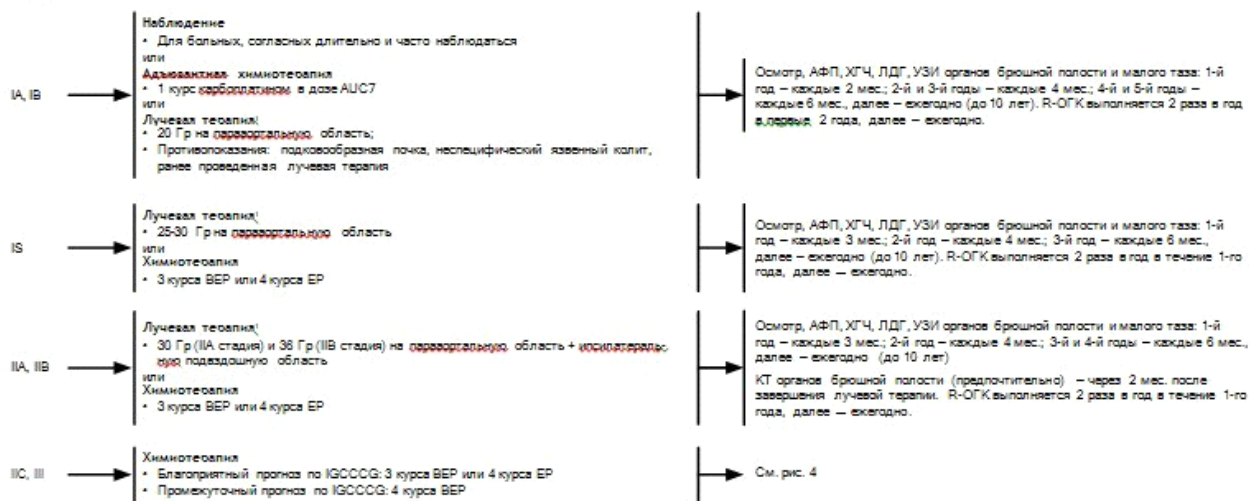 IA, IB
Наблюдение
• Для больных, согласных длительно и часто наблюдаться
или
Адъювантная химиотерапия
• 1 курс карбоплатином в дозе AUC7
или
Лучевая терапия¹
• 20 Гр на парааортальную область;
• Противопоказания: подковообразная почка, неспецифический язвенный колит,
ранее проведенная лучевая терапия
Осмотр, АФП, ХГЧ, ЛДГ, УЗИ органов брюшной полости и малого таза: 1-й
год – каждые 2 мес.; 2-й и 3-й годы – каждые 4 мес.; 4-й и 5-й годы –
каждые 6 мес., далее – ежегодно (до 10 лет). R-ОГК выполняется 2 раза в год
в первые 2 года, далее – ежегодно.
IS
Лучевая терапия¹
• 25-30 Гр на парааортальную область
или
Химиотерапия
• 3 курса BEP или 4 курса EP
Осмотр, АФП, ХГЧ, ЛДГ, УЗИ органов брюшной полости и малого таза: 1-й
год – каждые 3 мес.; 2-й год – каждые 4 мес.; 3-й год – каждые 6 мес.,
далее – ежегодно (до 10 лет). R-ОГК выполняется 2 раза в год в течение 1-го
года, далее — ежегодно.
IIA, IIB
Лучевая терапия¹
• 30 Гр (IIA стадия) и 36 Гр (IIB стадия) на парааортальную область + ипсилатераль-
ную подвздошную область
или
Химиотерапия
• 3 курса BEP или 4 курса EP
Осмотр, АФП, ХГЧ, ЛДГ, УЗИ органов брюшной полости и малого таза: 1-й
год – каждые 3 мес.; 2-й год – каждые 4 мес.; 3-й и 4-й годы – каждые 6 мес.,
далее – ежегодно (до 10 лет)
КТ органов брюшной полости (предпочтительно) – через 2 мес. после
завершения лучевой терапии. R-ОГК выполняется 2 раза в год в течение 1-го
года, далее — ежегодно.
IIC, III
Химиотерапия
• Благоприятный прогноз по IGCCCG: 3 курса BEP или 4 курса EP
• Промежуточный прогноз по IGCCCG: 4 курса BEP
См. рис. 4